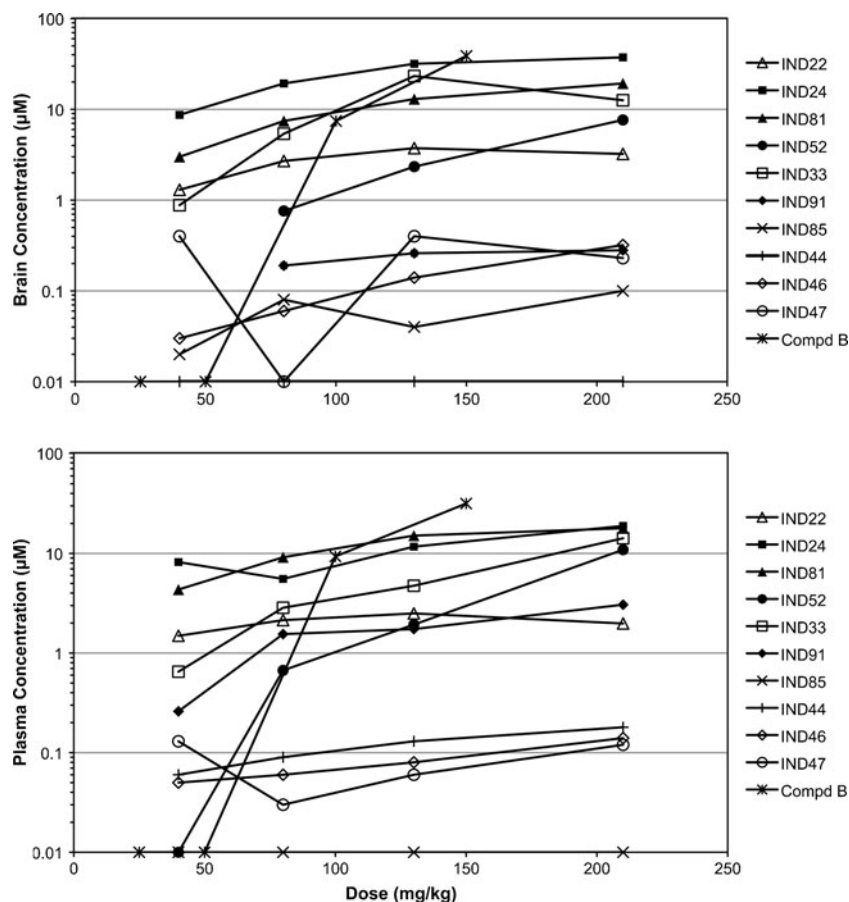 Brain Concentration (µM)
100
10
1
0.1
0.01
0
50
100
150
200
250
IND22
IND24
IND81
IND52
IND33
IND91
IND85
IND44
IND46
IND47
Compd B
Plasma Concentration (µM)
100
10
1
0.1
0.01
0
50
100
150
200
250
Dose (mg/kg)
IND22
IND24
IND81
IND52
IND33
IND91
IND85
IND44
IND46
IND47
Compd B